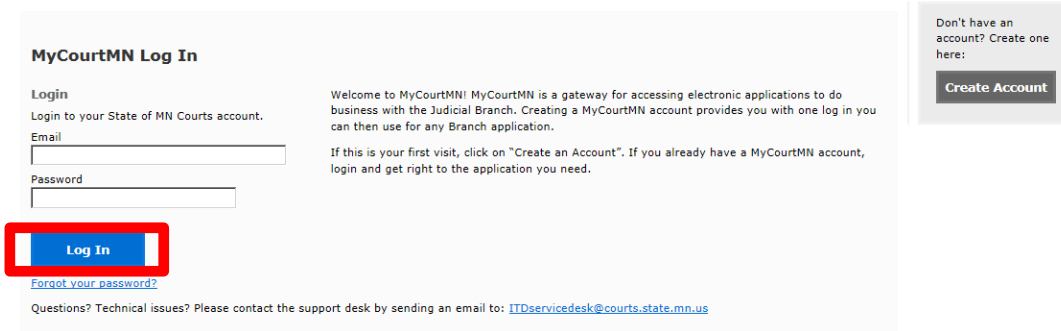 MyCourtMN Log In
Login
Login to your State of MN Courts account.
Email
Password
Log In
Forgot your password?
Welcome to MyCourtMN! MyCourtMN is a gateway for accessing electronic applications to do
business with the Judicial Branch. Creating a MyCourtMN account provides you with one log in you
can then use for any Branch application.
If this is your first visit, click on “Create an Account”. If you already have a MyCourtMN account,
login and get right to the application you need.
Questions? Technical issues? Please contact the support desk by sending an email to: ITDservicedesk@courts.state.mn.us
Don't have an
account? Create one
here:
Create Account